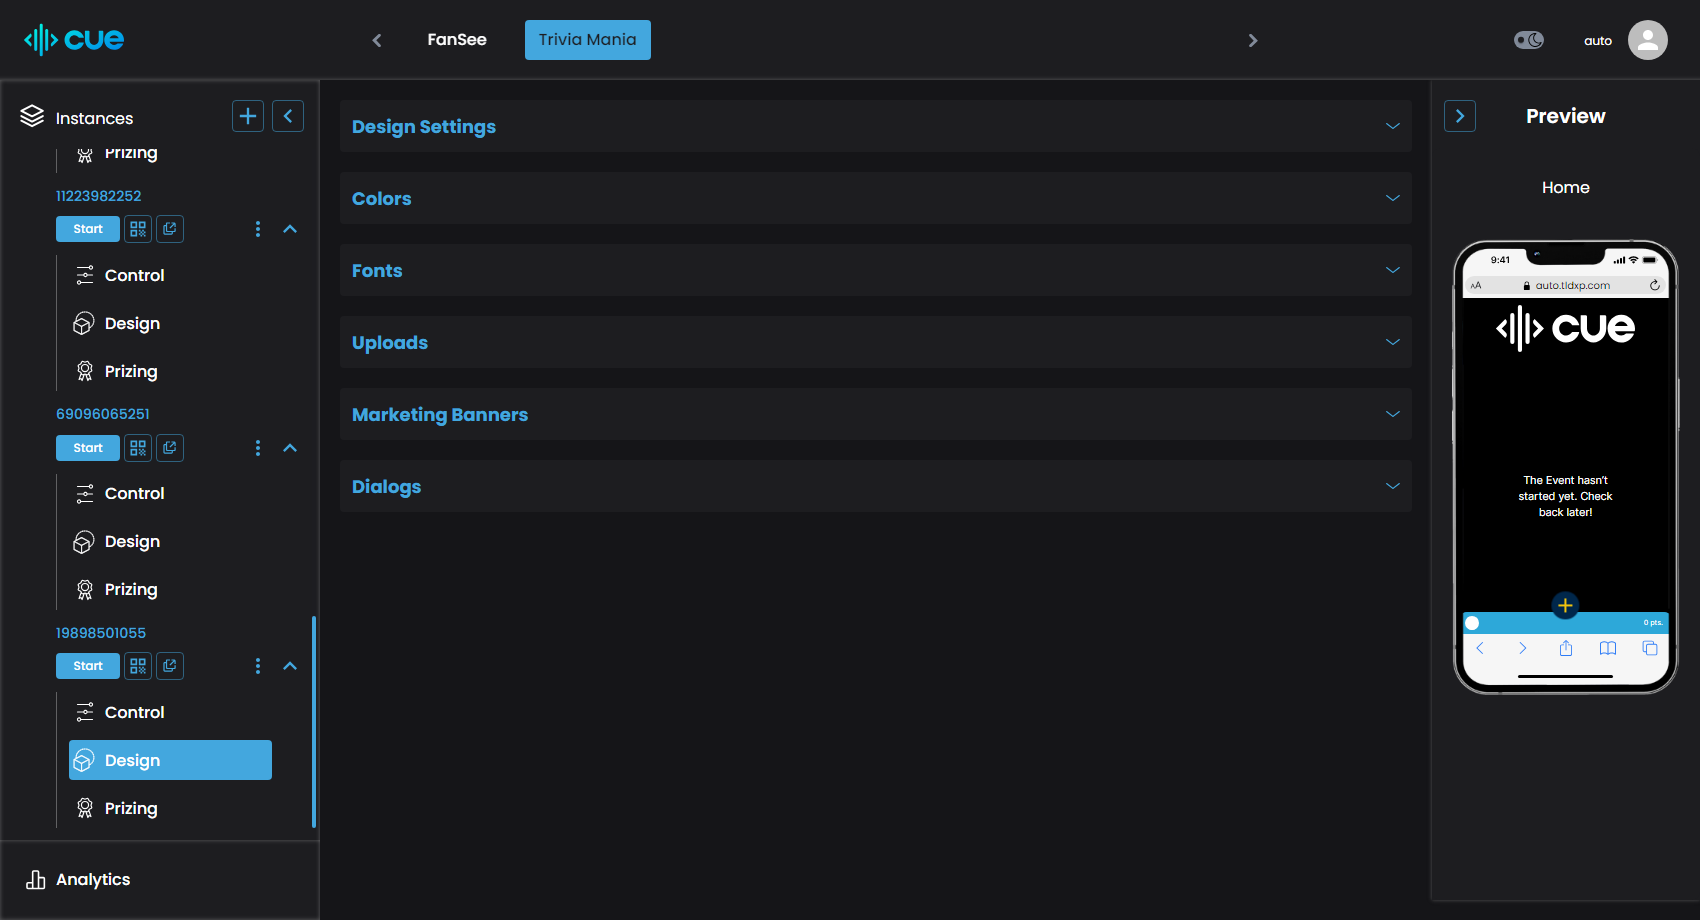 cue
FanSee
Trivia Mania
auto
Instances
Prizing
11223982252
Start
Control
Design
Prizing
69096065251
Start
Control
Design
Prizing
19898501055
Start
Control
Design
Prizing
Analytics
Design Settings
Colors
Fonts
Uploads
Marketing Banners
Dialogs
Preview
Home
9:41
AA auto.tldxp.com
cue
The Event hasn't
started yet. Check
back later!
0 pts.